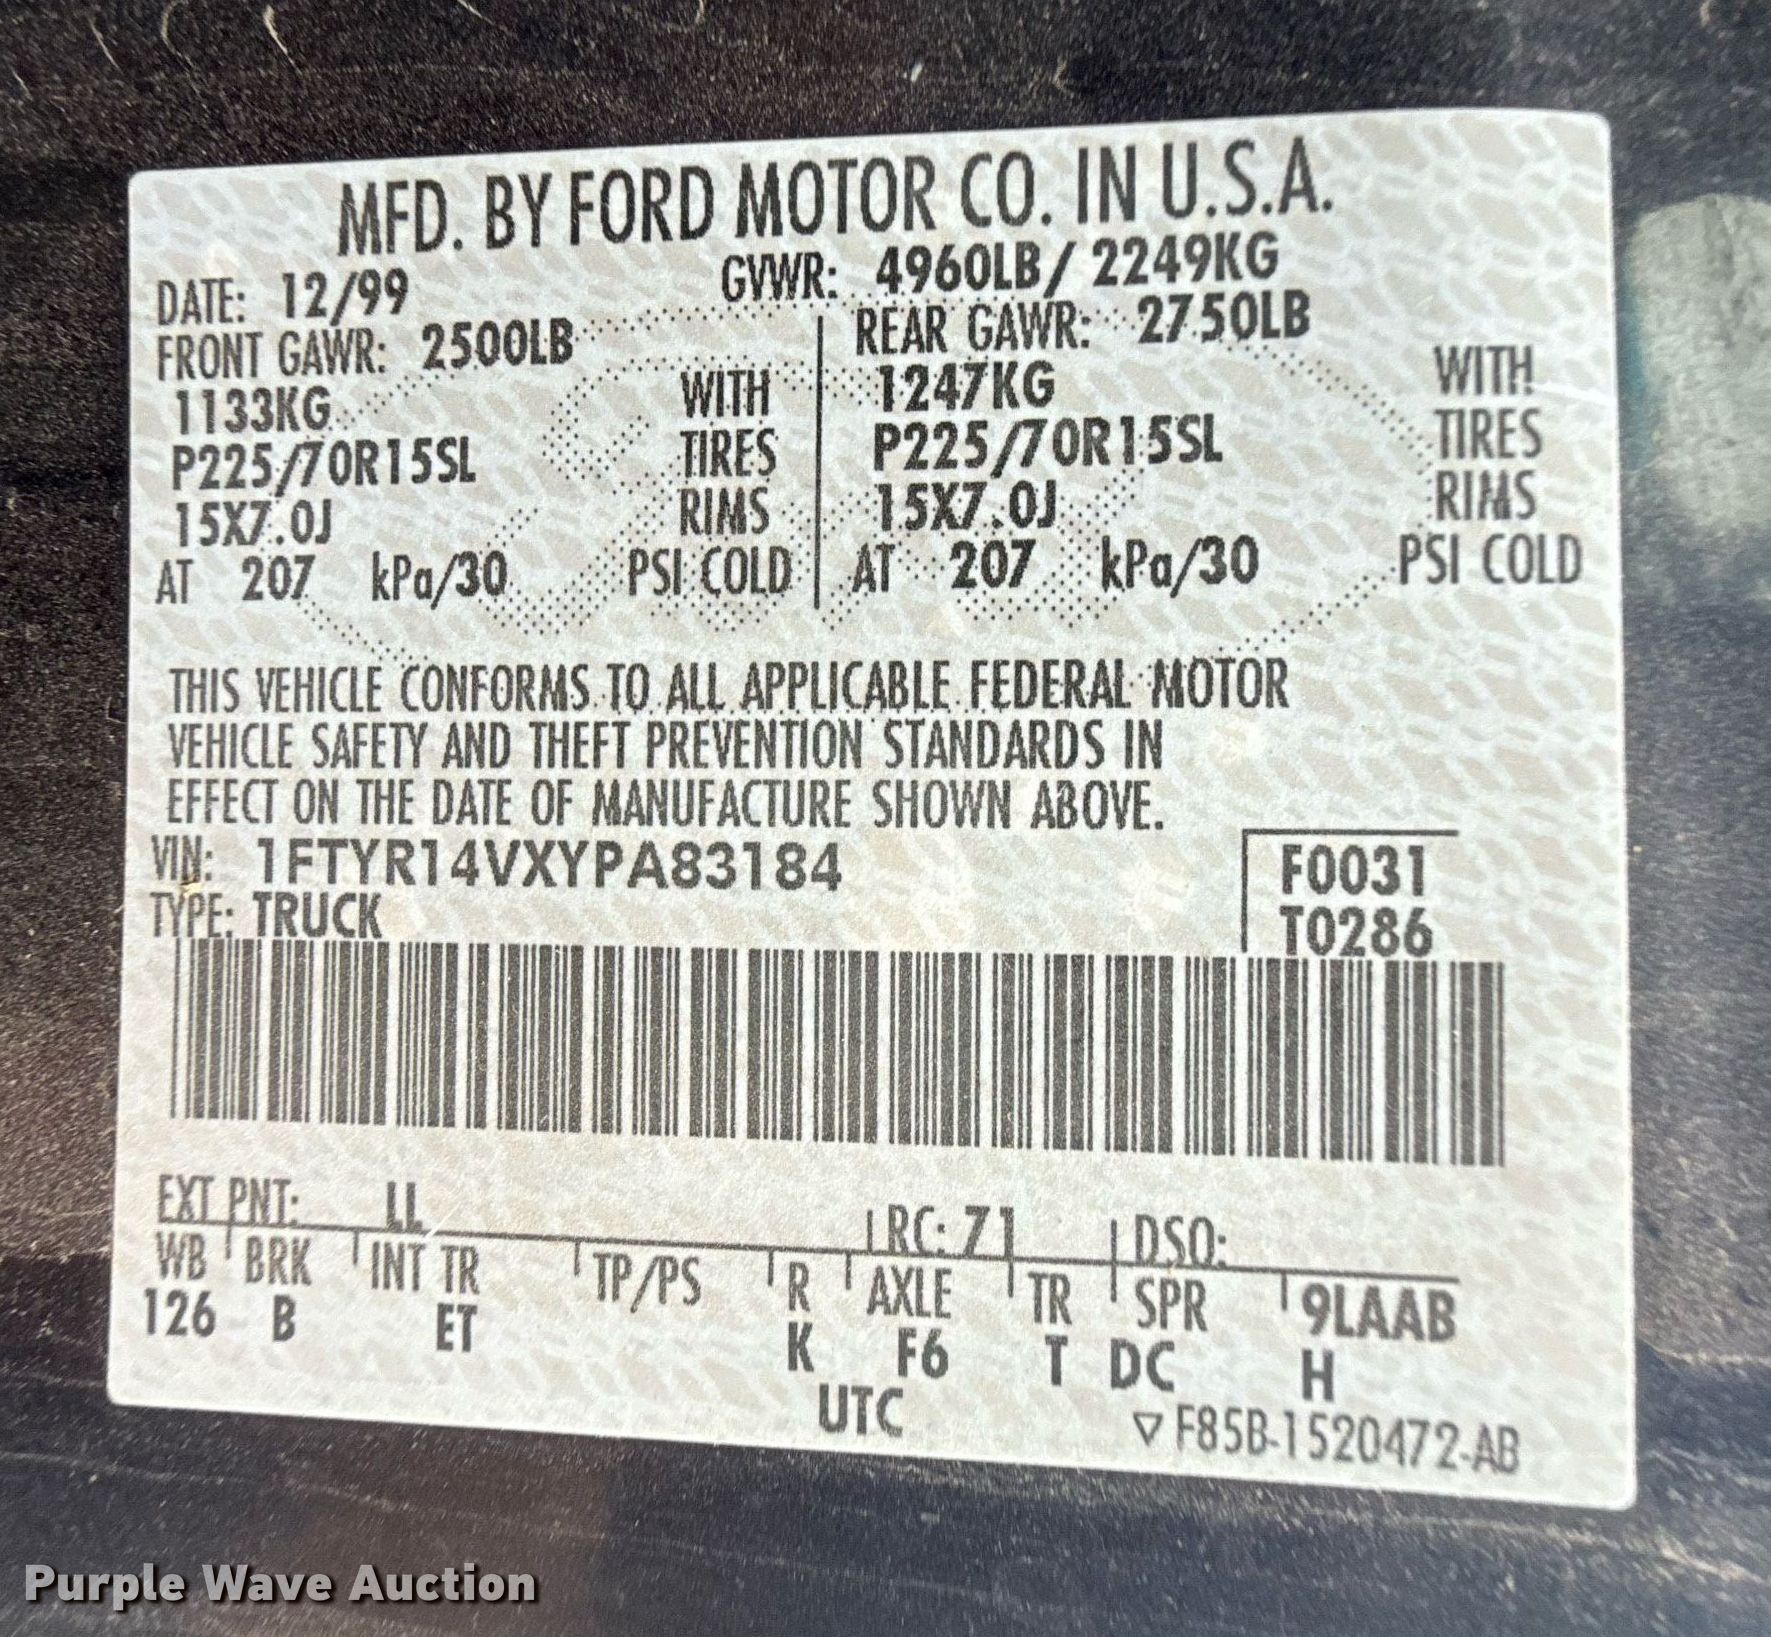 MFD. BY FORD MOTOR CO. IN U.S.A.
DATE: 12/99 GVWR: 4960LB/ 2249KG
FRONT GAWR: 2500LB REAR GAWR: 2750LB
1133KG WITH 1247KG WITH
P225/70R15SL TIRES P225/70R15SL TIRES
15X7.0J RIMS 15X7.0J RIMS
AT 207 kPa/30 PSI COLD AT 207 kPa/30 PSI COLD
THIS VEHICLE CONFORMS TO ALL APPLICABLE FEDERAL MOTOR
VEHICLE SAFETY AND THEFT PREVENTION STANDARDS IN
EFFECT ON THE DATE OF MANUFACTURE SHOWN ABOVE.
VIN: 1FTYR14VXYPA83184 F0031
TYPE: TRUCK T0286
EXT PNT: LL RC: 71 DSO:
WB BRK INT TR TP/PS R AXLE TR SPR 9LAAB
126 B ET K F6 T DC H
UTC ▽ F85B-1520472-AB
Purple Wave Auction